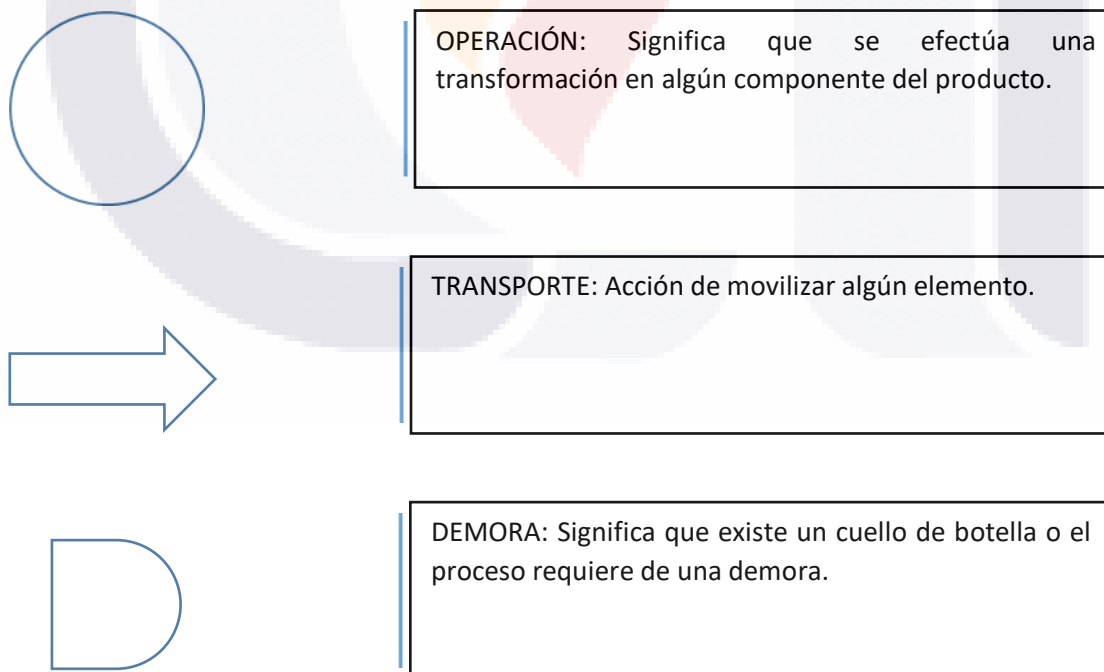 OPERACIÓN: Significa que se efectúa una
transformación en algún componente del producto.
TRANSPORTE: Acción de movilizar algún elemento.
DEMORA: Significa que existe un cuello de botella o el
proceso requiere de una demora.